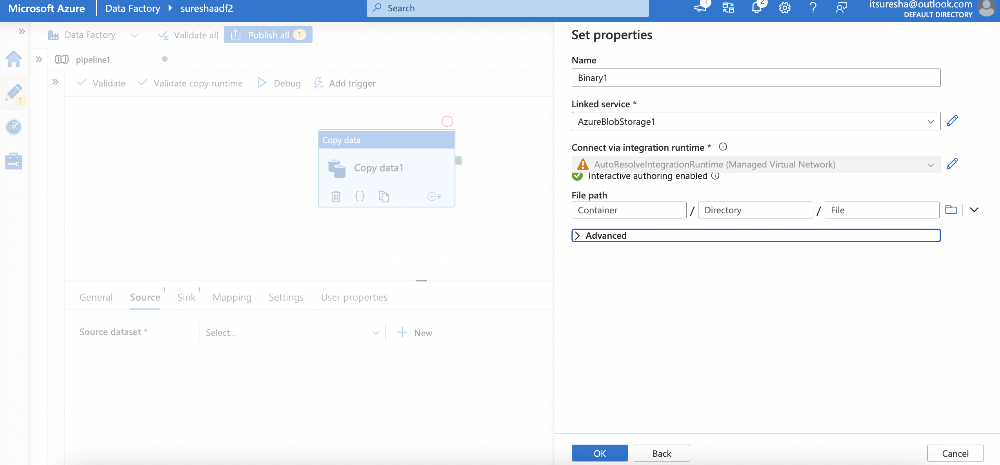 Microsoft Azure
Data Factory
sureshaadf2
Search
1
2
itsuresha@outlook.com
DEFAULT DIRECTORY
Data Factory
Validate all
Publish all 1
pipeline1
Validate
Validate copy runtime
Debug
Add trigger
1
Copy data
Copy data1
General
Source 1
Sink 1
Mapping
Settings
User properties
Source dataset *
Select...
New
Set properties
Name
Binary1
Linked service *
AzureBlobStorage1
Connect via integration runtime *
AutoResolveIntegrationRuntime (Managed Virtual Network)
Interactive authoring enabled
File path
Container / Directory / File
Advanced
OK
Back
Cancel